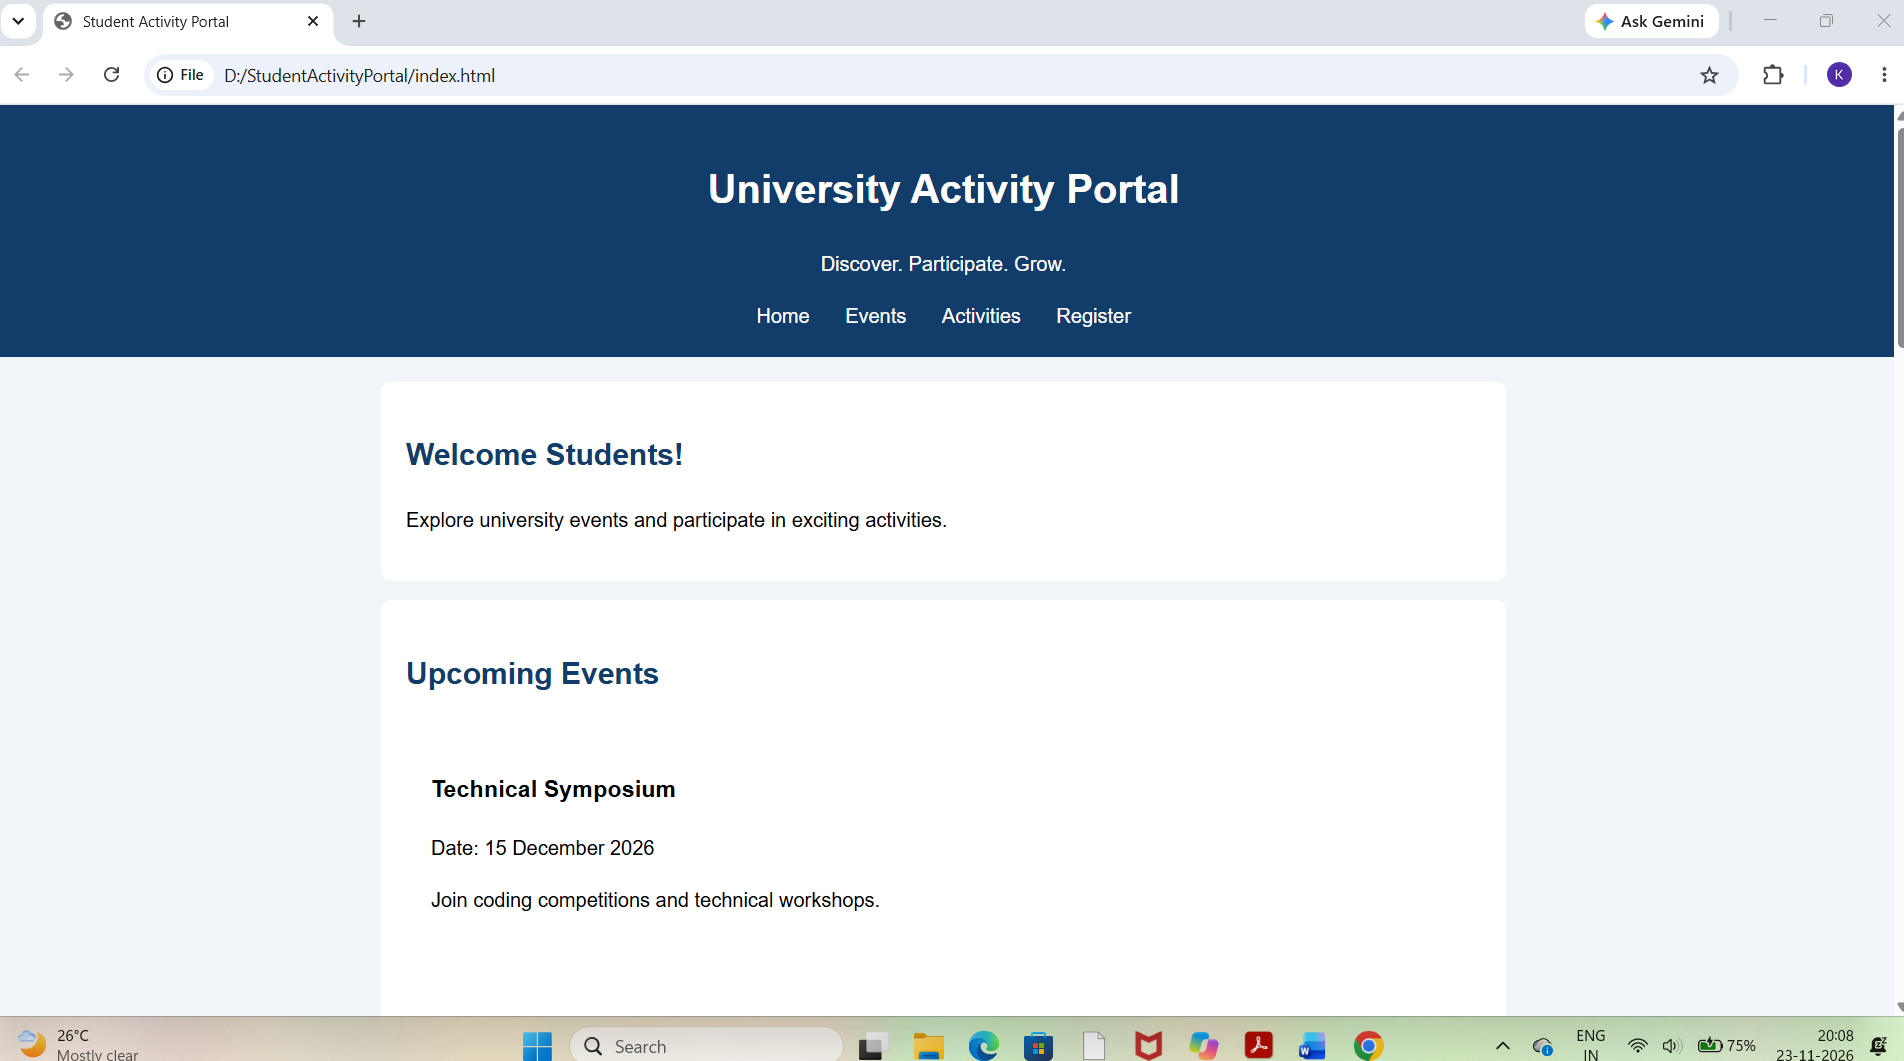 Student Activity Portal
Ask Gemini
File
D:/StudentActivityPortal/index.html
K
University Activity Portal
Discover. Participate. Grow.
Home Events Activities Register
Welcome Students!
Explore university events and participate in exciting activities.
Upcoming Events
Technical Symposium
Date: 15 December 2026
Join coding competitions and technical workshops.
26°C
Mostly clear
Search
ENG
IN
75%
20:08
23-11-2026